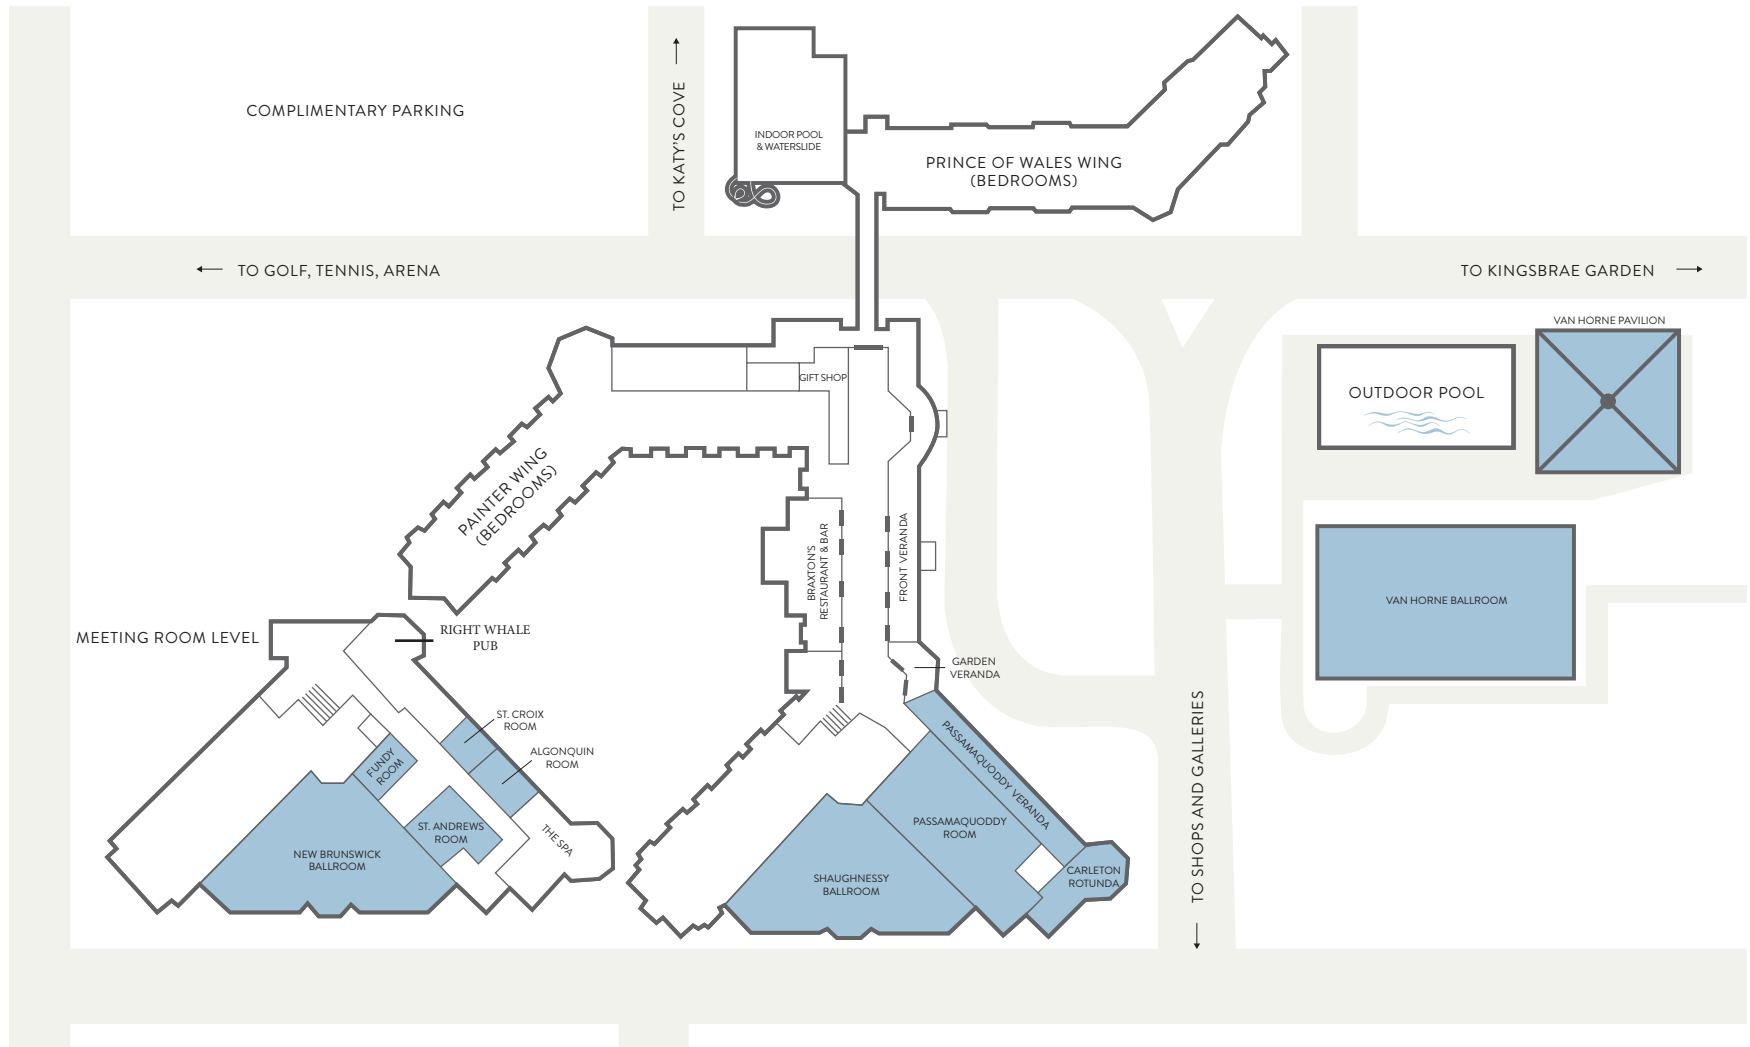 COMPLIMENTARY PARKING
TO KATY'S COVE
INDOOR POOL
& WATERSLIDE
PRINCE OF WALES WING
(BEDROOMS)
TO GOLF, TENNIS, ARENA
TO KINGSBRAE GARDEN
VAN HORNE PAVILION
OUTDOOR POOL
GIFT SHOP
PAINTER WING
(BEDROOMS)
BRAXTON'S
RESTAURANT & BAR
FRONT VERANDA
VAN HORNE BALLROOM
MEETING ROOM LEVEL
RIGHT WHALE
PUB
GARDEN
VERANDA
ST. CROIX
ROOM
ALGONQUIN
ROOM
FUNDY
ROOM
ST. ANDREWS
ROOM
THE SPA
NEW BRUNSWICK
BALLROOM
PASSAMAQUODDY VERANDA
PASSAMAQUODDY
ROOM
SHAUGHNESSY
BALLROOM
CARLETON
ROTUNDA
TO SHOPS AND GALLERIES